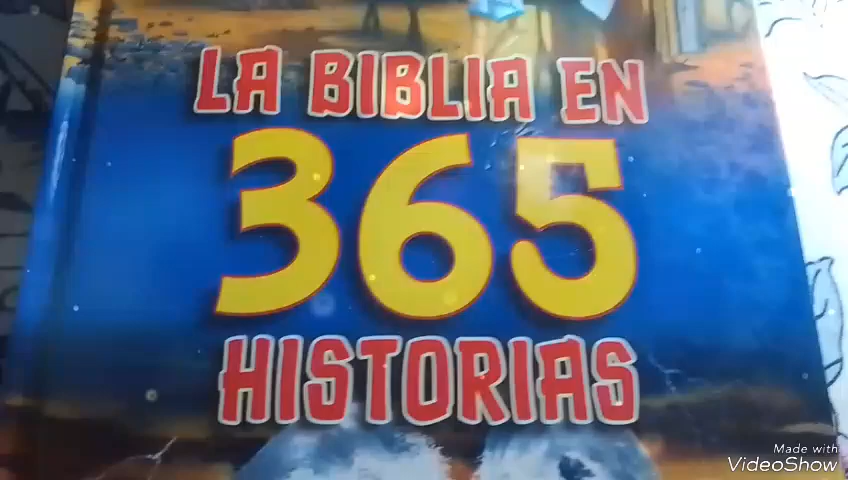 LA BIBLIA EN
365
HISTORIAS
Made with
VideoShow